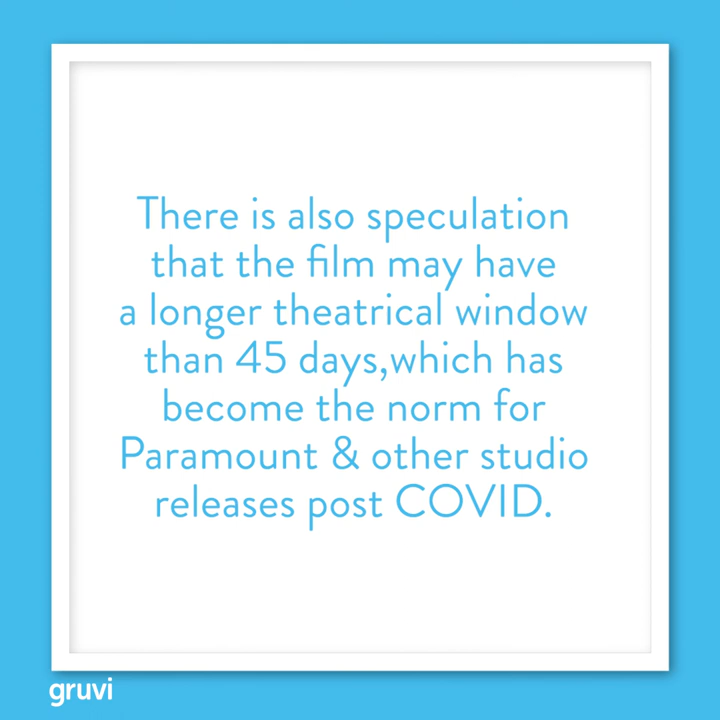 There is also speculation
that the film may have
a longer theatrical window
than 45 days,which has
become the norm for
Paramount & other studio
releases post COVID.
gruvi